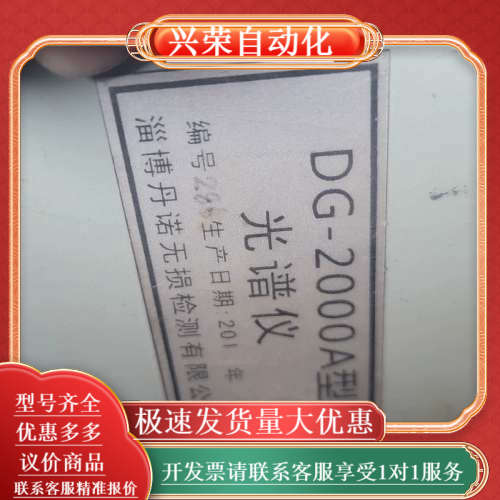 兴荣自动化
DG-2000A型
光谱仪
编号 生产日期:201 年
淄博丹诺无损检测有限公
型号齐全
优惠多多
议价商品
联系客服精准报价
极速发货量大优惠
开发票请联系客服享受1对1服务